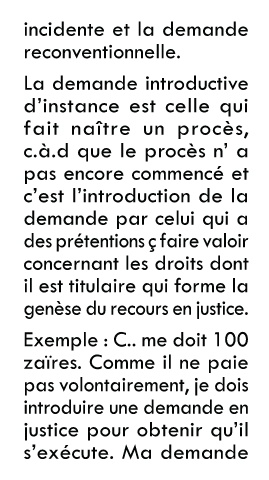 incidente et la demande
reconventionnelle.
La demande introductive
d'instance est celle qui
fait naître un procès,
c.à.d que le procès n' a
pas encore commencé et
c'est l'introduction de la
demande par celui qui a
des prétentions ç faire valoir
concernant les droits dont
il est titulaire qui forme la
genèse du recours en justice.
Exemple : C.. me doit 100
zaïres. Comme il ne paie
pas volontairement, je dois
introduire une demande en
justice pour obtenir qu'il
s'exécute. Ma demande